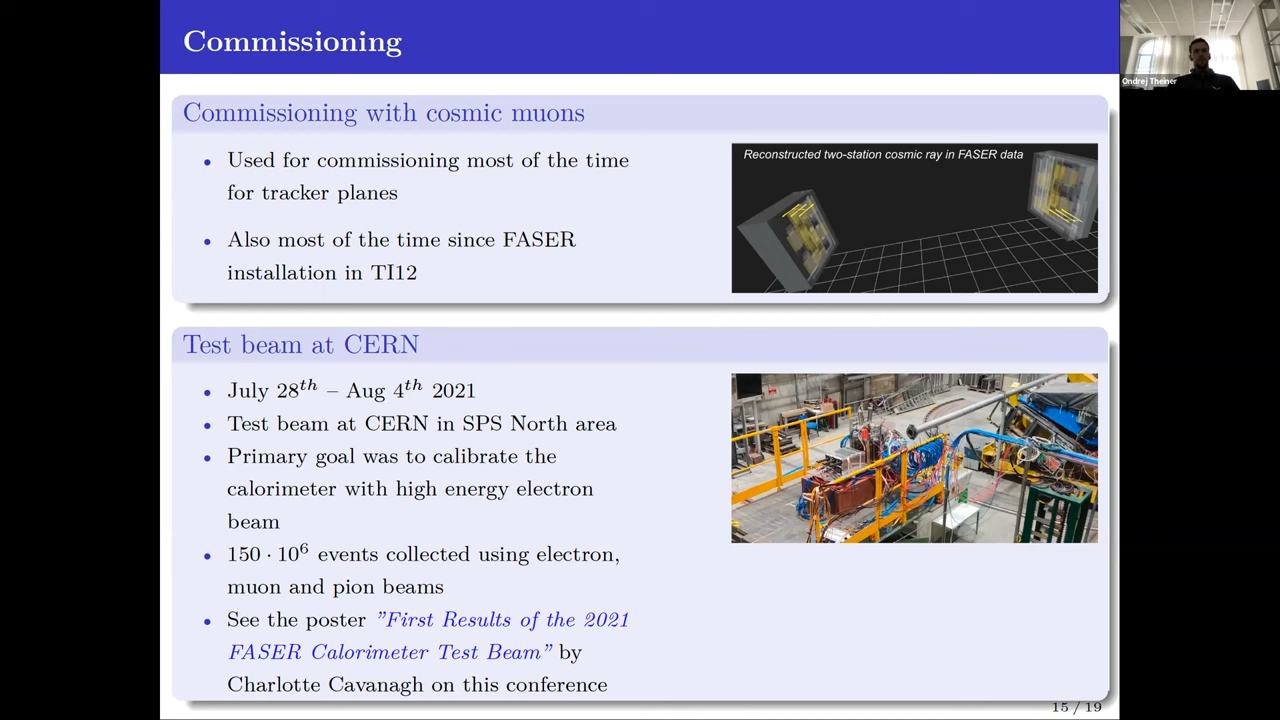 Commissioning
Commissioning with cosmic muons
• Used for commissioning most of the time
for tracker planes
• Also most of the time since FASER
installation in TI12
Reconstructed two-station cosmic ray in FASER data
Test beam at CERN
• July 28th – Aug 4th 2021
• Test beam at CERN in SPS North area
• Primary goal was to calibrate the
calorimeter with high energy electron
beam
• 150 · 10⁶ events collected using electron,
muon and pion beams
• See the poster ”First Results of the 2021
FASER Calorimeter Test Beam” by
Charlotte Cavanagh on this conference
15 / 19
Ondrej Theiner